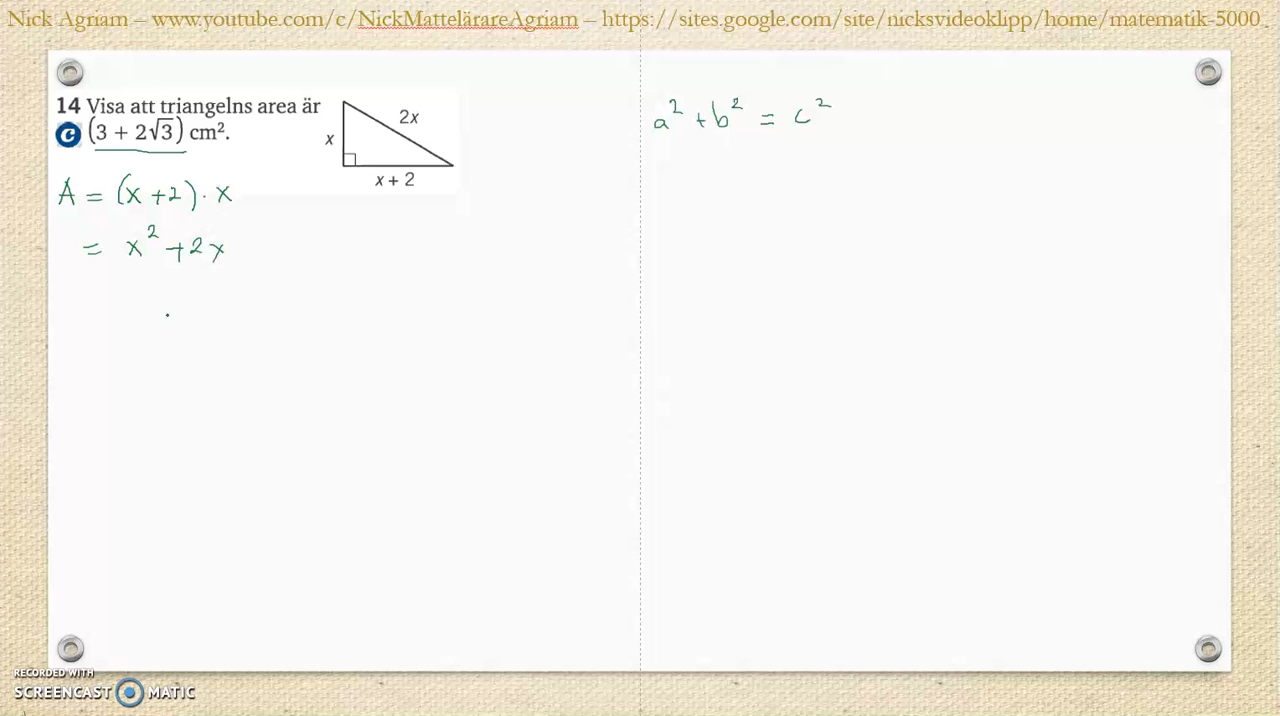 Nick Agriam – www.youtube.com/c/NickMattelärareAgriam – https://sites.google.com/site/nicksvideoklipp/home/matematik-5000
14 Visa att triangelns area är
C (3 + 2√3) cm².
2x
x
x + 2
A = (x+2)·x
= x² + 2x
a² + b² = c²
RECORDED WITH
SCREENCAST MATIC